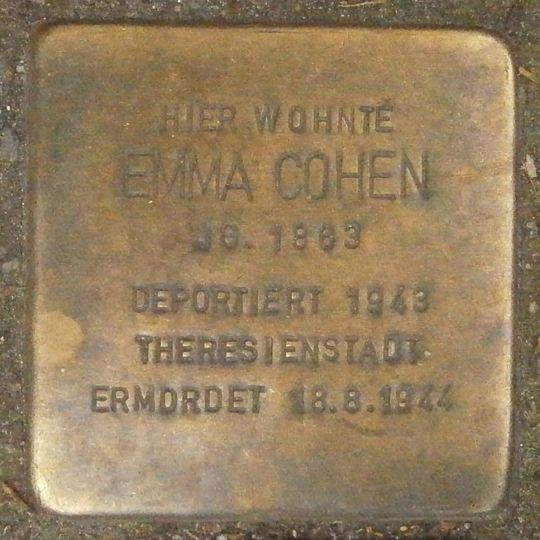 HIER WOHNTE
EMMA COHEN
JG. 1863
DEPORTIERT 1943
THERESIENSTADT
ERMORDET 18.8.1944